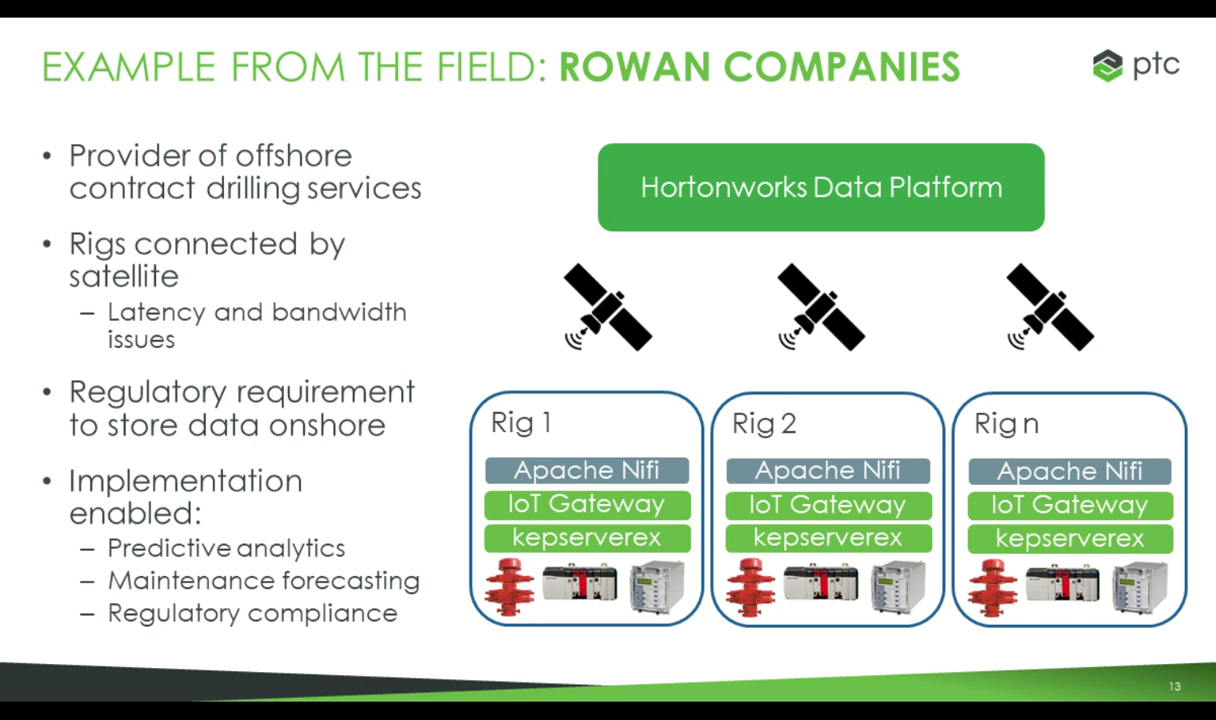 EXAMPLE FROM THE FIELD: ROWAN COMPANIES
ptc
• Provider of offshore
contract drilling services
• Rigs connected by
satellite
– Latency and bandwidth
issues
• Regulatory requirement
to store data onshore
• Implementation
enabled:
– Predictive analytics
– Maintenance forecasting
– Regulatory compliance
Hortonworks Data Platform
Rig 1
Apache Nifi
IoT Gateway
kepserverex
Rig 2
Apache Nifi
IoT Gateway
kepserverex
Rig n
Apache Nifi
IoT Gateway
kepserverex
13